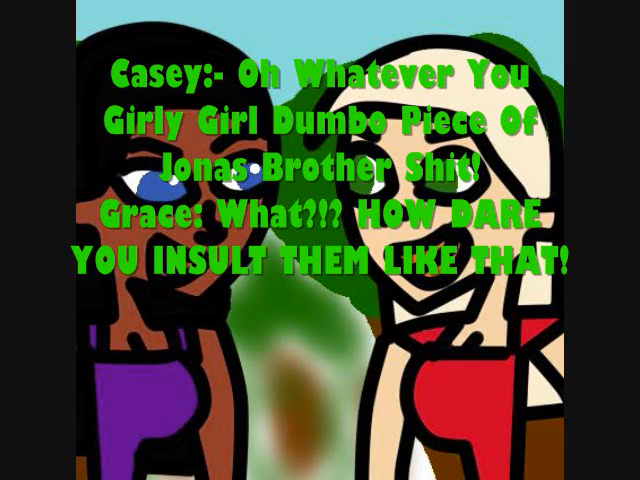 Casey:- Oh Whatever You
Girly Girl Dumbo Piece Of
Jonas Brother Shit!
Grace: What??? HOW DARE
YOU INSULT THEM LIKE THAT!